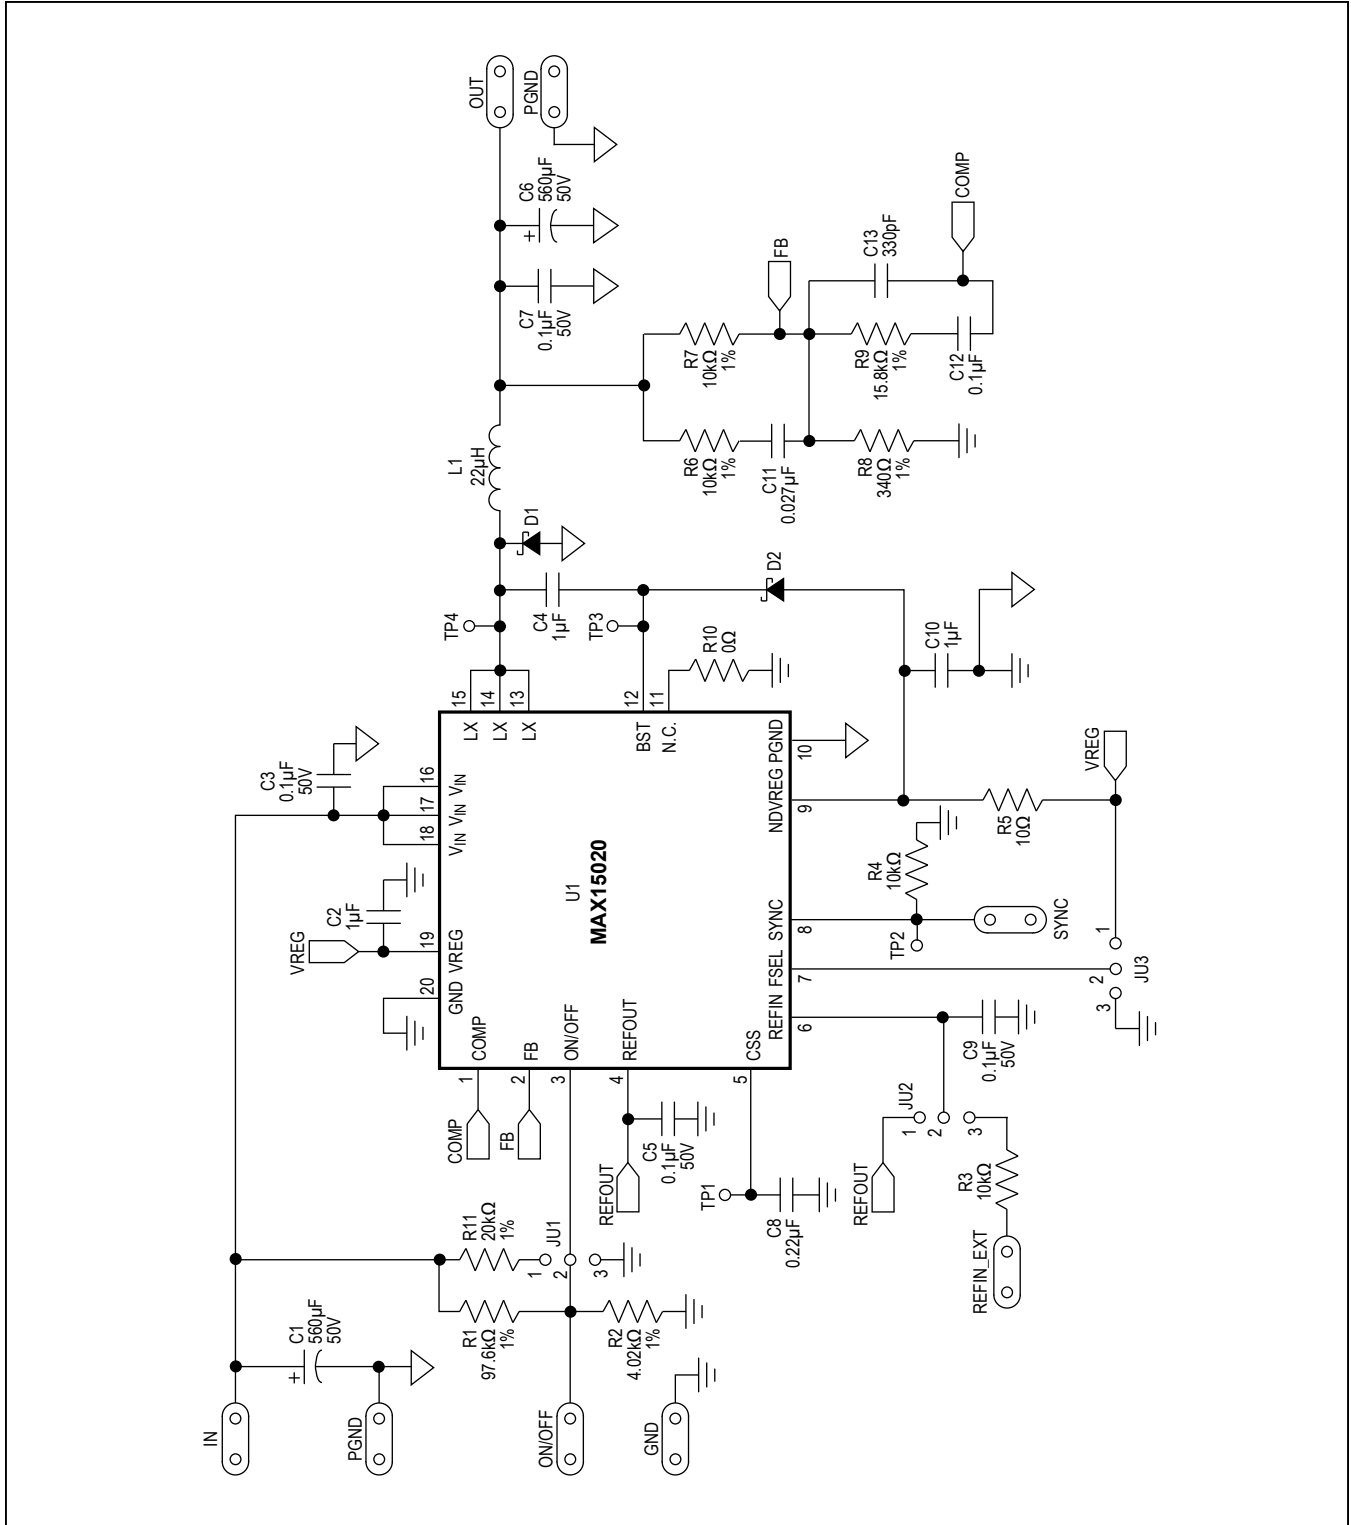 IN
C1
560µF
50V
PGND
ON/OFF
GND
R1
97.6kΩ
1%
R11
20kΩ
1%
JU1
1
2
3
R2
4.02kΩ
1%
COMP
FB
REFOUT
C5
0.1µF
50V
TP1
C8
0.22µF
VREG
C2
1µF
C3
0.1µF
50V
U1
MAX15020
1
COMP
2
FB
3
ON/OFF
4
REFOUT
5
CSS
6
REFIN
7
FSEL
8
SYNC
9
NDVREG
10
PGND
11
N.C.
12
BST
13
LX
14
LX
15
LX
16
VIN
17
VIN
18
VIN
19
VREG
20
GND
REFOUT
JU2
1
2
3
R3
10kΩ
REFIN_EXT
C9
0.1µF
50V
JU3
1
2
3
TP2
SYNC
R4
10kΩ
R5
10Ω
VREG
C10
1µF
R10
0Ω
TP4
TP3
C4
1µF
D1
D2
L1
22µH
C7
0.1µF
50V
+
C6
560µF
50V
OUT
PGND
R6
10kΩ
1%
C11
0.027µF
R7
10kΩ
1%
FB
R8
340Ω
1%
R9
15.8kΩ
1%
C12
0.1µF
C13
330pF
COMP
+